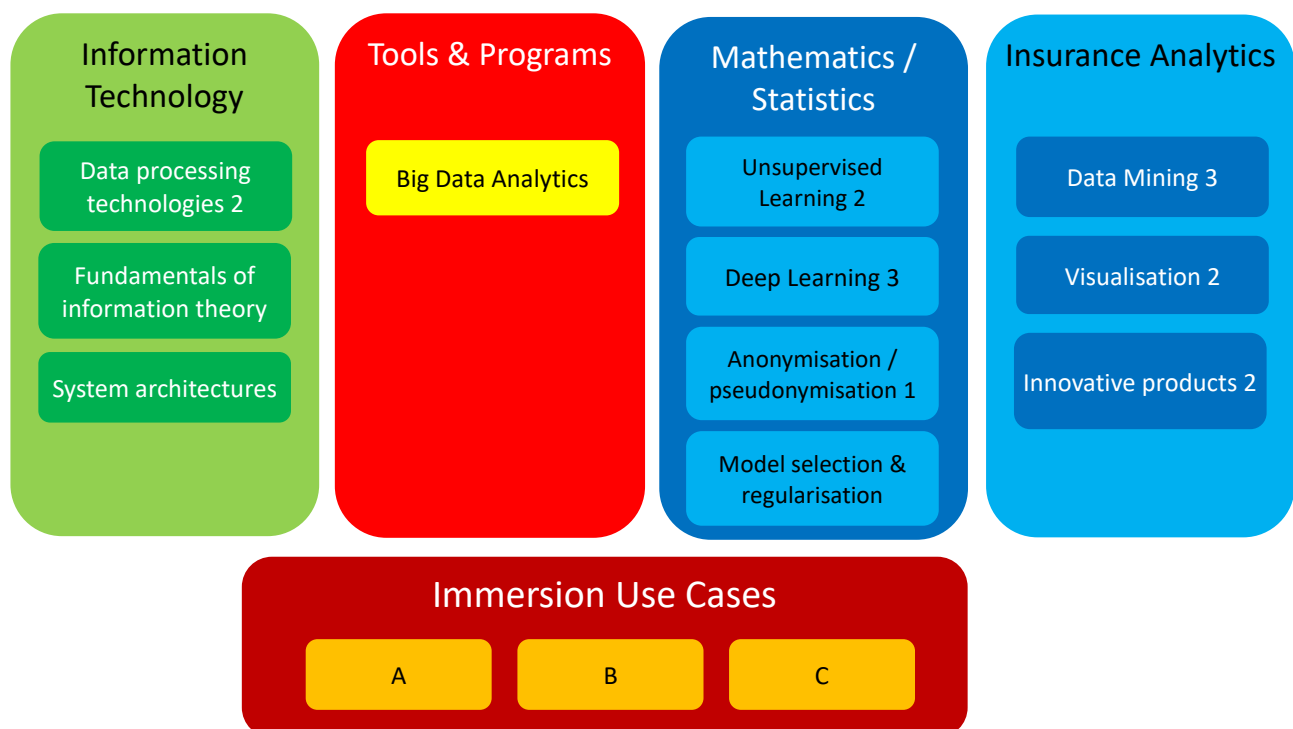 Information
Technology
Data processing
technologies 2
Fundamentals of
information theory
System architectures
Tools & Programs
Big Data Analytics
Mathematics /
Statistics
Unsupervised
Learning 2
Deep Learning 3
Anonymisation /
pseudonymisation 1
Model selection &
regularisation
Insurance Analytics
Data Mining 3
Visualisation 2
Innovative products 2
Immersion Use Cases
A
B
C